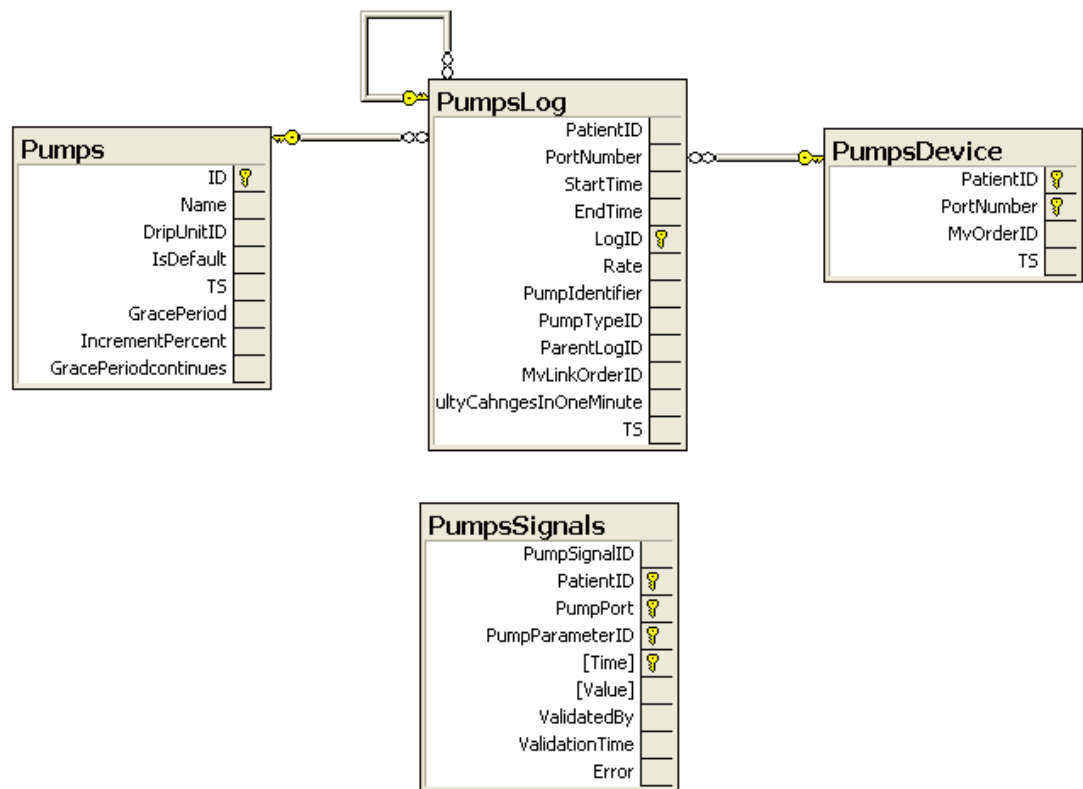 PumpsLog
PatientID
PortNumber
StartTime
EndTime
LogID
Rate
PumpIdentifier
PumpTypeID
ParentLogID
MvLinkOrderID
ultyCahngesInOneMinute
TS
Pumps
ID
Name
DripUnitID
IsDefault
TS
GracePeriod
IncrementPercent
GracePeriodcontinues
PumpsDevice
PatientID
PortNumber
MvOrderID
TS
PumpsSignals
PumpSignalID
PatientID
PumpPort
PumpParameterID
[Time]
[Value]
ValidatedBy
ValidationTime
Error